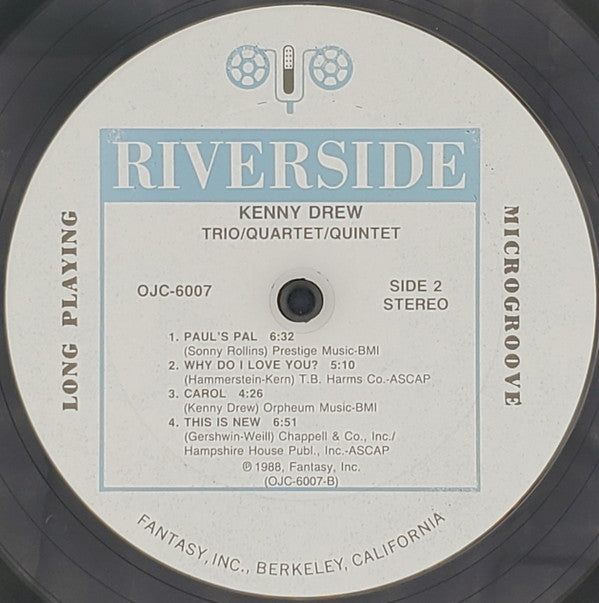 RIVERSIDE
KENNY DREW
TRIO/QUARTET/QUINTET
LONG PLAYING
MICROGROOVE
OJC-6007
SIDE 2
STEREO
1. PAUL'S PAL 6:32
(Sonny Rollins) Prestige Music-BMI
2. WHY DO I LOVE YOU? 5:10
(Hammerstein-Kern) T.B. Harms Co.-ASCAP
3. CAROL 4:26
(Kenny Drew) Orpheum Music-BMI
4. THIS IS NEW 6:51
(Gershwin-Weill) Chappell & Co., Inc./
Hampshire House Publ., Inc.-ASCAP
℗ 1988, Fantasy, Inc.
(OJC-6007-B)
FANTASY, INC., BERKELEY, CALIFORNIA